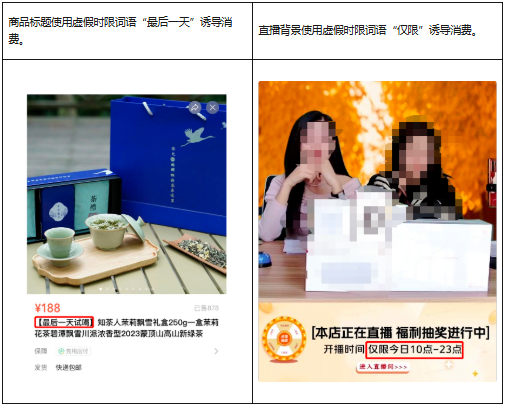 商品标题使用虚假时限词语“最后一天”诱导消费。
直播背景使用虚假时限词语“仅限”诱导消费。
茶禮
¥188
已售878
【最后一天试喝】知茶人茉莉飘雪礼盒250g一盒茉莉
花茶碧潭飘雪川派浓香型2023蒙顶山高山新绿茶
保障
发货 快递包邮
[本店正在直播 福利抽奖进行中]
开播时间 仅限今日10点-23点
进入直播间>>>